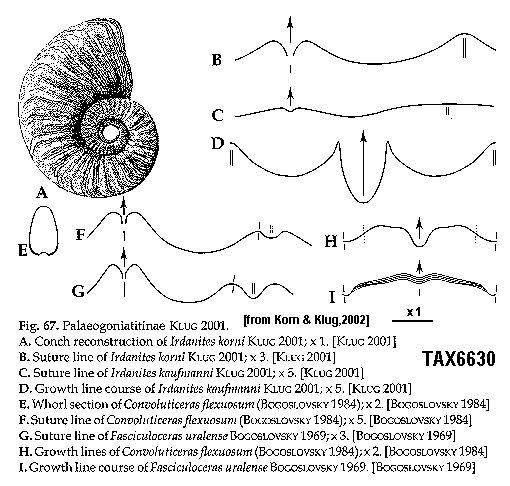 B
C
D
A
E
F
G
H
I
x 1
Fig. 67. Palaeogoniatitinae KLUG 2001. [from Korn & Klug,2002]
A. Conch reconstruction of Irdanites korni KLUG 2001; x 1. [KLUG 2001]
B. Suture line of Irdanites korni KLUG 2001; x 3. [KLUG 2001]
TAX6630
C. Suture line of Irdanites kaufmanni KLUG 2001; x 5. [KLUG 2001]
D. Growth line course of Irdanites kaufmanni KLUG 2001; x 5. [KLUG 2001]
E. Whorl section of Convoluticeras flexuosum (BOGOSLOVSKY 1984); x 2. [BOGOSLOVSKY 1984]
F. Suture line of Convoluticeras flexuosum (BOGOSLOVSKY 1984); x 5. [BOGOSLOVSKY 1984]
G. Suture line of Fasciculoceras uralense BOGOSLOVSKY 1969; x 3. [BOGOSLOVSKY 1969]
H. Growth lines of Convoluticeras flexuosum (BOGOSLOVSKY 1984); x 2. [BOGOSLOVSKY 1984]
I. Growth line course of Fasciculoceras uralense BOGOSLOVSKY 1969. [BOGOSLOVSKY 1969]